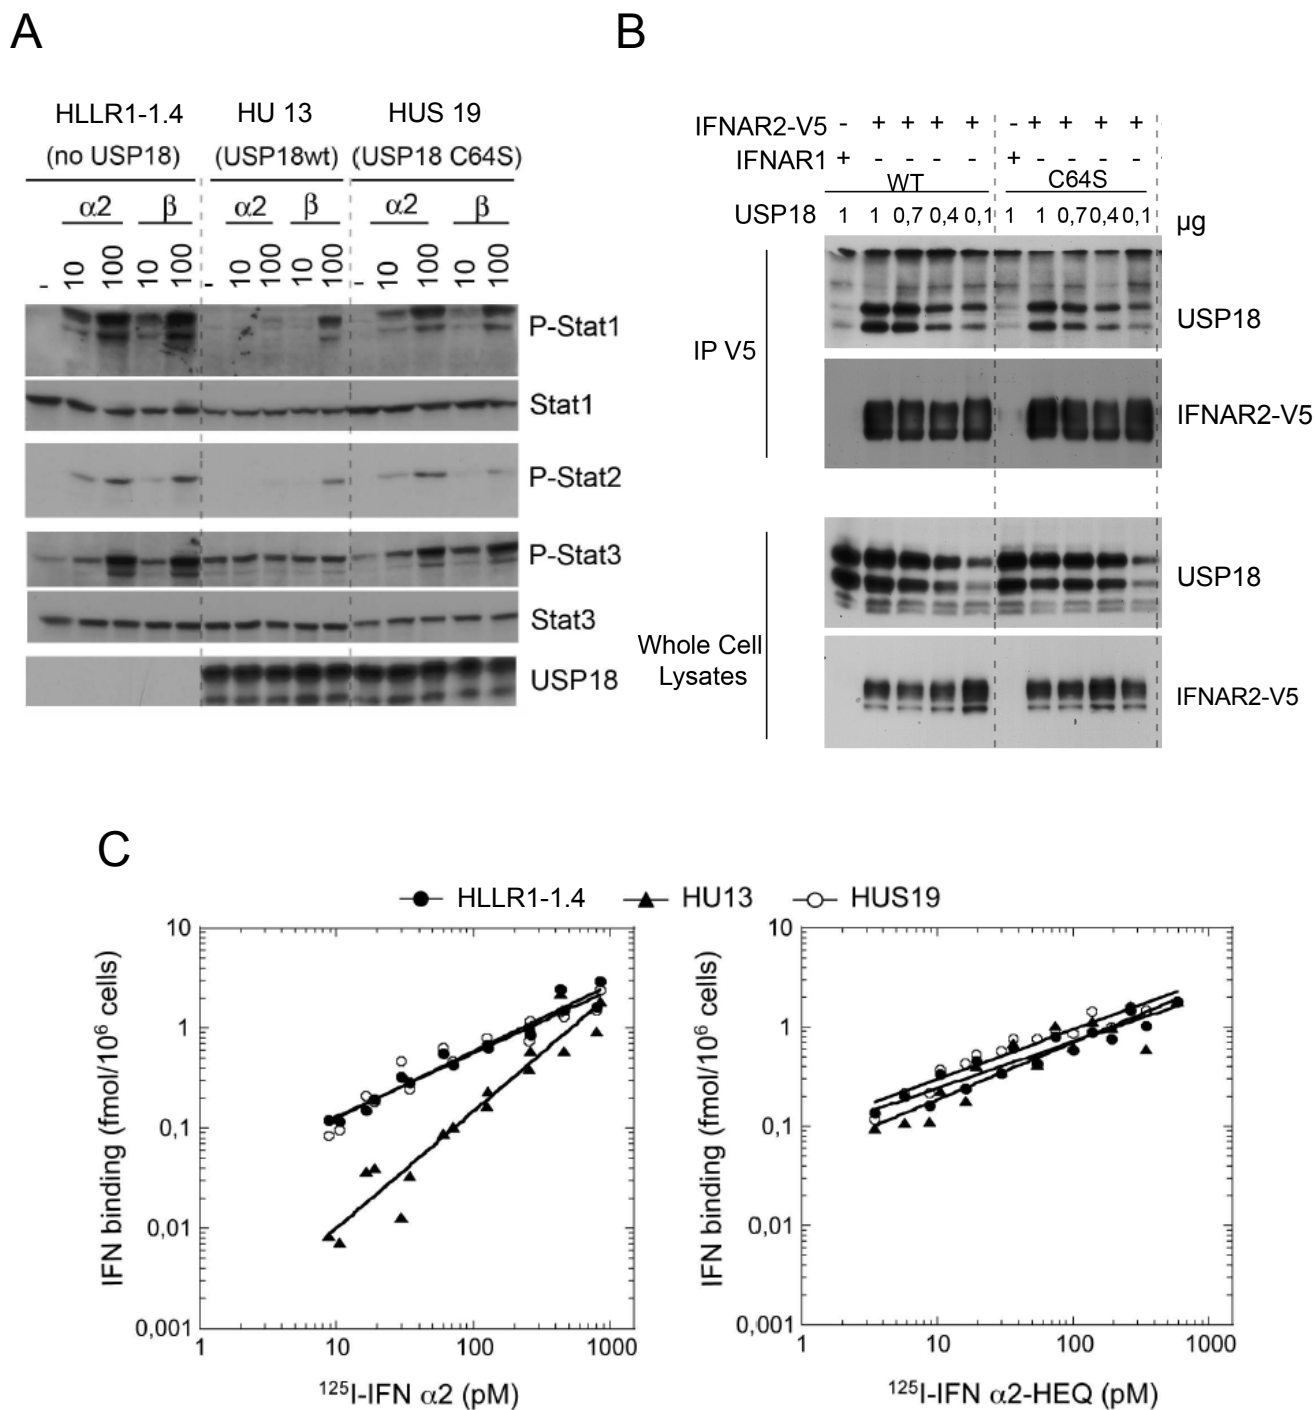 A
HLLR1-1.4 HU 13 HUS 19
(no USP18) (USP18wt) (USP18 C64S)
α2 β α2 β α2 β
- 10 100 10 100 - 10 100 10 100 - 10 100 10 100
P-Stat1
Stat1
P-Stat2
P-Stat3
Stat3
USP18
B
IFNAR2-V5 - + + + + - + + + +
IFNAR1 + - - - - + - - - -
WT C64S
USP18 1 1 0,7 0,4 0,1 1 1 0,7 0,4 0,1 µg
IP V5
USP18
IFNAR2-V5
Whole Cell
Lysates
USP18
IFNAR2-V5
C
HLLR1-1.4 HU13 HUS19
IFN binding (fmol/10⁶ cells)
10
1
0,1
0,01
0,001
1 10 100 1000
¹²⁵I-IFN α2 (pM)
IFN binding (fmol/10⁶ cells)
10
1
0,1
0,01
0,001
1 10 100 1000
¹²⁵I-IFN α2-HEQ (pM)